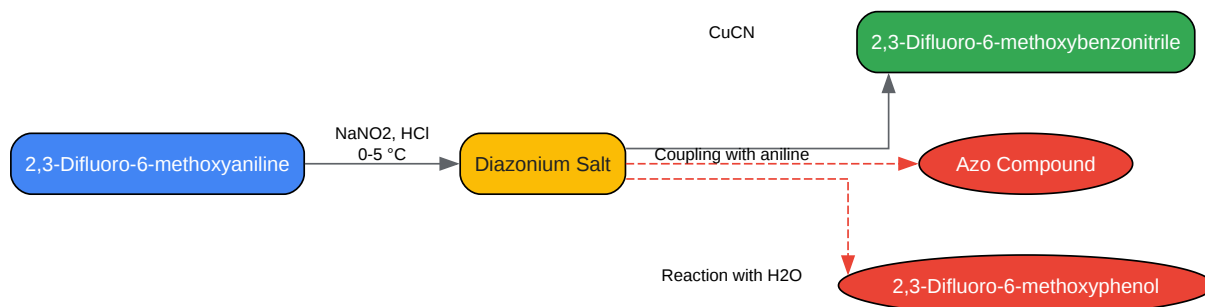 CuCN
2,3-Difluoro-6-methoxybenzonitrile
NaNO2, HCl
0-5 °C
2,3-Difluoro-6-methoxyaniline
Diazonium Salt
Coupling with aniline
Azo Compound
Reaction with H2O
2,3-Difluoro-6-methoxyphenol